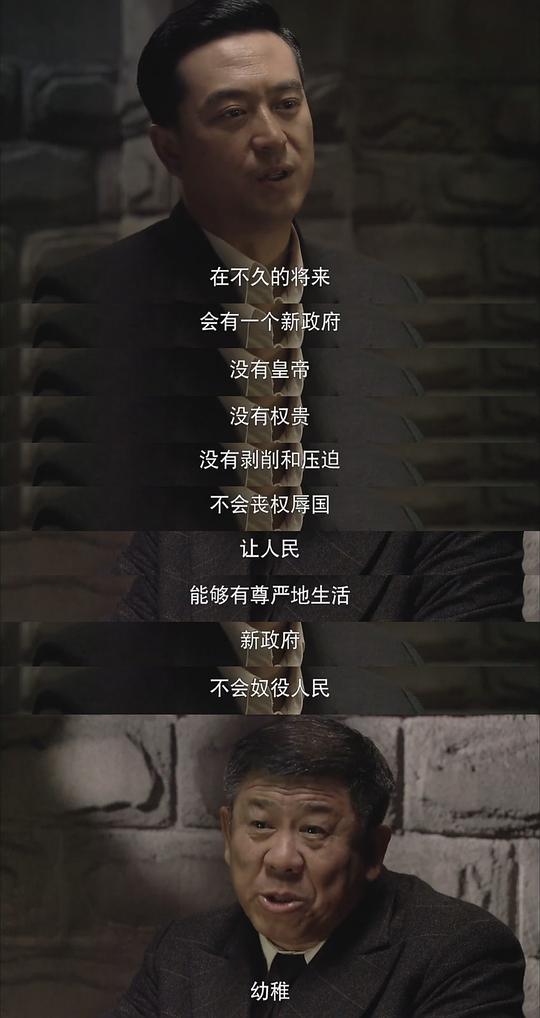 在不久的将来
会有一个新政府
没有皇帝
没有权贵
没有剥削和压迫
不会丧权辱国
让人民
能够有尊严地生活
新政府
不会奴役人民
幼稚